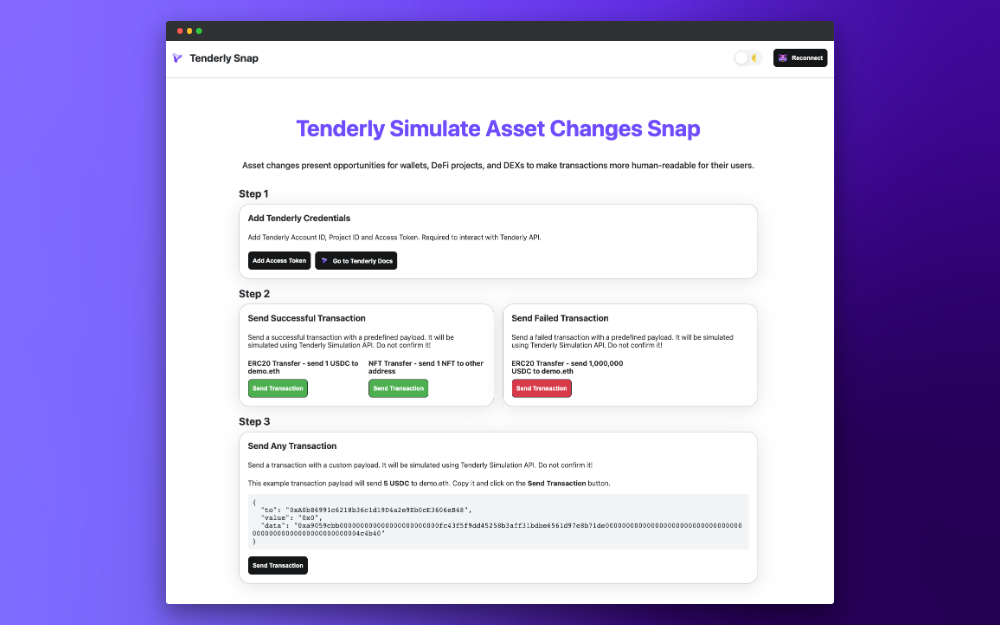 Tenderly Snap
Reconnect
Tenderly Simulate Asset Changes Snap
Asset changes present opportunities for wallets, DeFi projects, and DEXs to make transactions more human-readable for their users.
Step 1
Add Tenderly Credentials
Add Tenderly Account ID, Project ID and Access Token. Required to interact with Tenderly API.
Add Access Token
Go to Tenderly Docs
Step 2
Send Successful Transaction
Send a successful transaction with a predefined payload. It will be
simulated using Tenderly Simulation API. Do not confirm it!
ERC20 Transfer - send 1 USDC to
demo.eth
Send Transaction
NFT Transfer - send 1 NFT to other
address
Send Transaction
Send Failed Transaction
Send a failed transaction with a predefined payload. It will be simulated
using Tenderly Simulation API. Do not confirm it!
ERC20 Transfer - send 1,000,000
USDC to demo.eth
Send Transaction
Step 3
Send Any Transaction
Send a transaction with a custom payload. It will be simulated using Tenderly Simulation API. Do not confirm it!
This example transaction payload will send 5 USDC to demo.eth. Copy it and click on the Send Transaction button.
{
"to": "0xA0b86991c6218b36c1d19D4a2e9Eb0cE3606eB48",
"value": "0x0",
"data":
}
Send Transaction